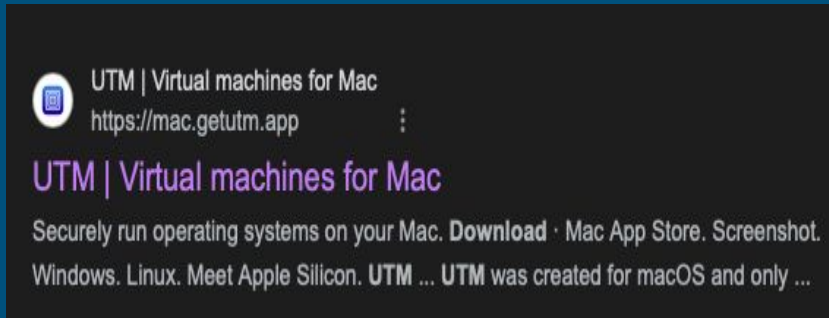 UTM | Virtual machines for Mac
https://mac.getutm.app
UTM | Virtual machines for Mac
Securely run operating systems on your Mac. Download · Mac App Store. Screenshot.
Windows. Linux. Meet Apple Silicon. UTM ... UTM was created for macOS and only ...